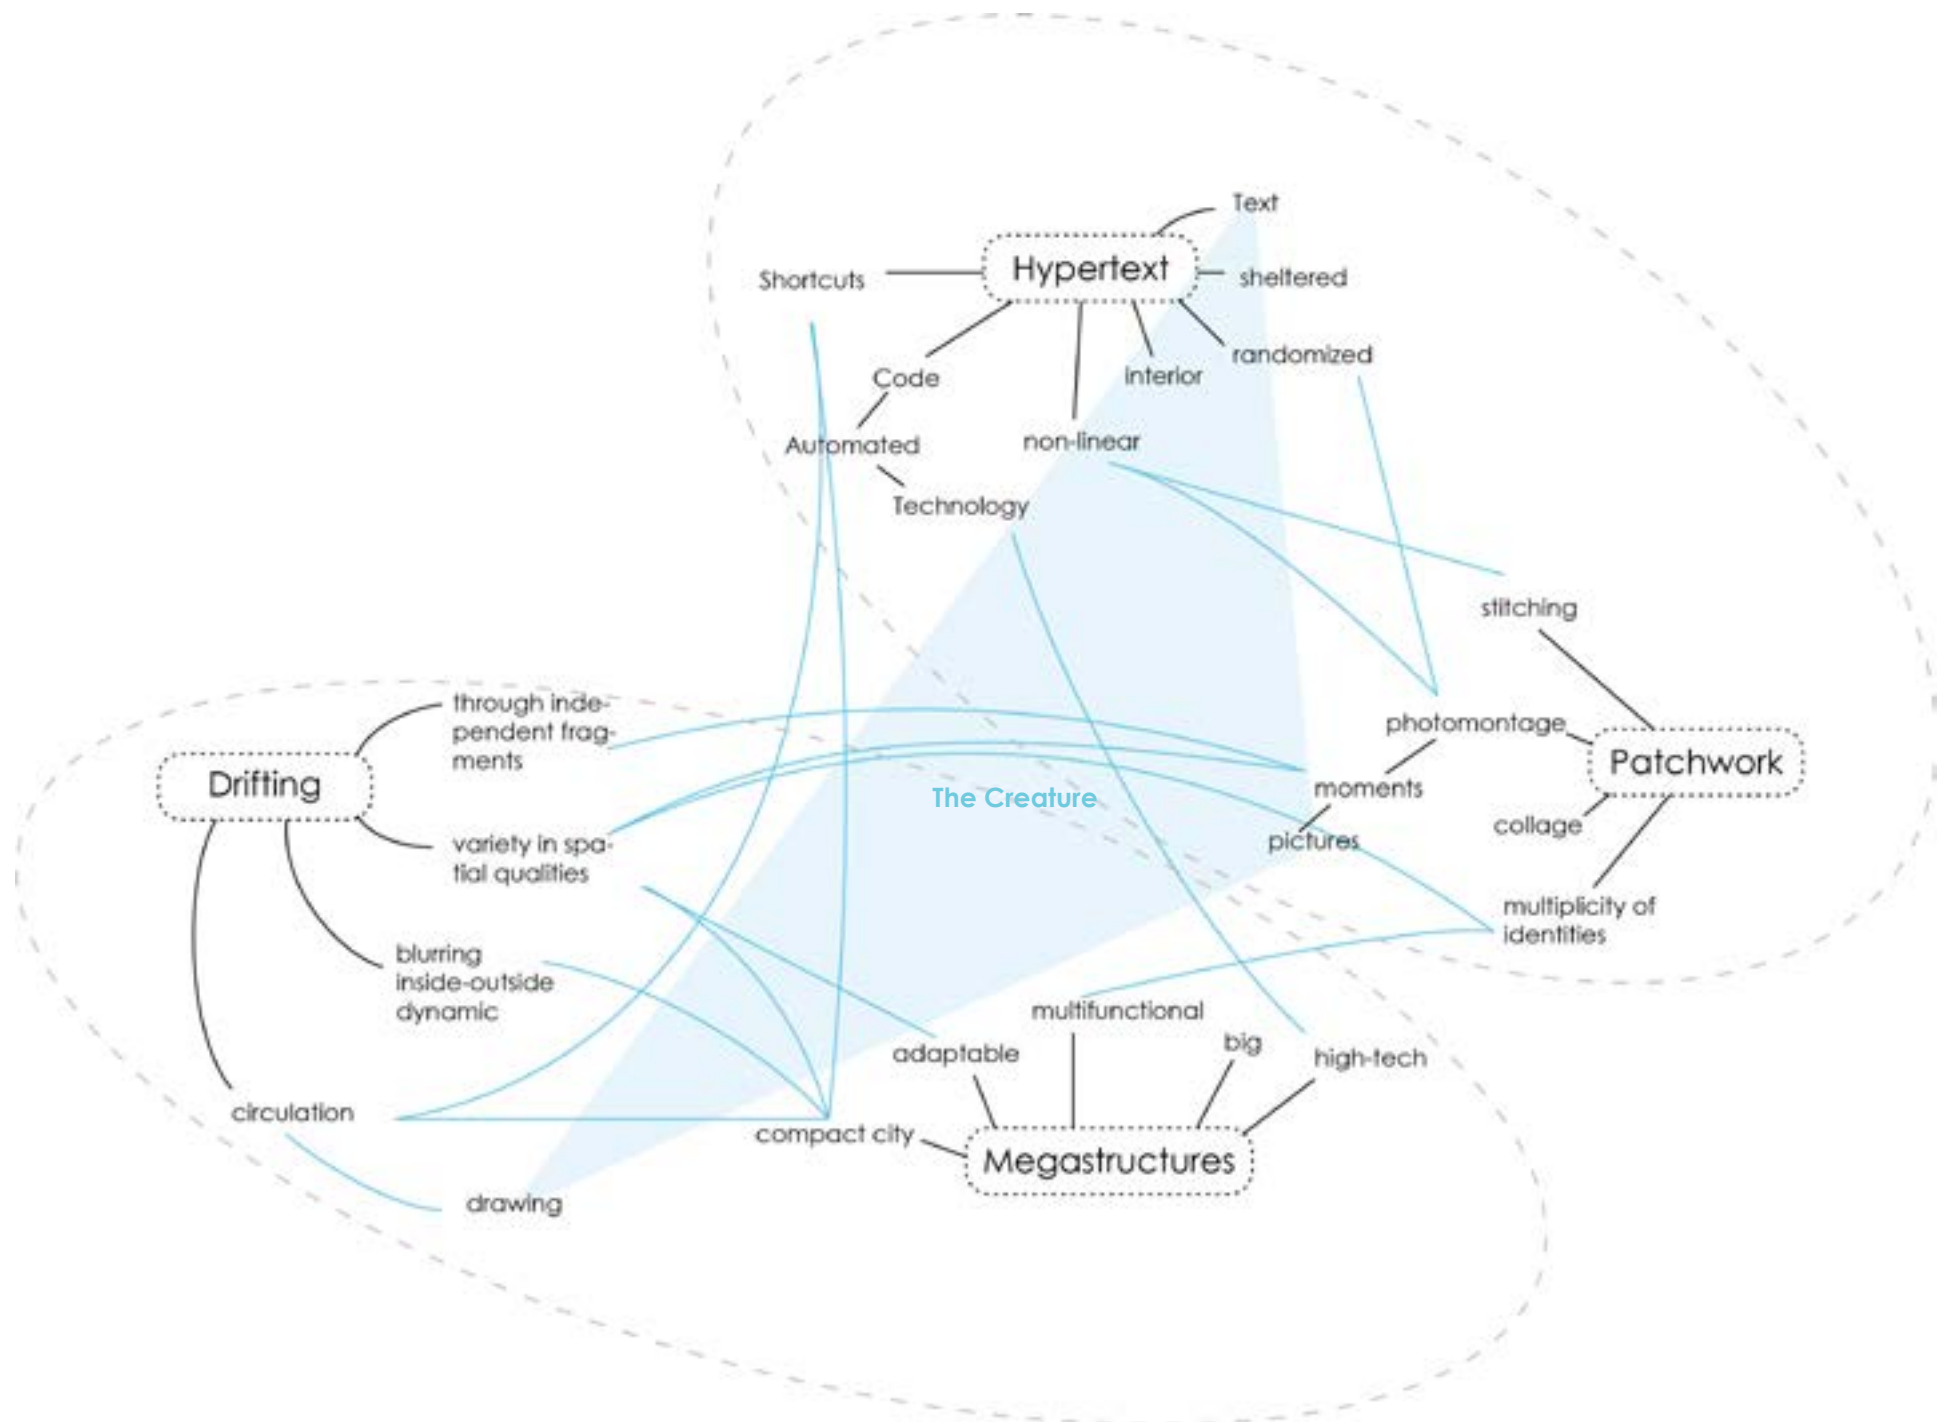 Text
Hypertext
Shortcuts
sheltered
randomized
Code
interior
Automated
non-linear
Technology
stitching
through inde-
pendent frag-
ments
photomontage
Patchwork
Drifting
The Creature
moments
collage
pictures
variety in spa-
tial qualities
multiplicity of
identities
blurring
inside-outside
dynamic
multifunctional
big
adaptable
high-tech
circulation
compact city
Megastructures
drawing